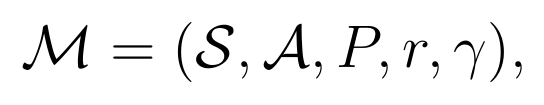 ℳ = (𝒮, 𝒜, P, r, γ),